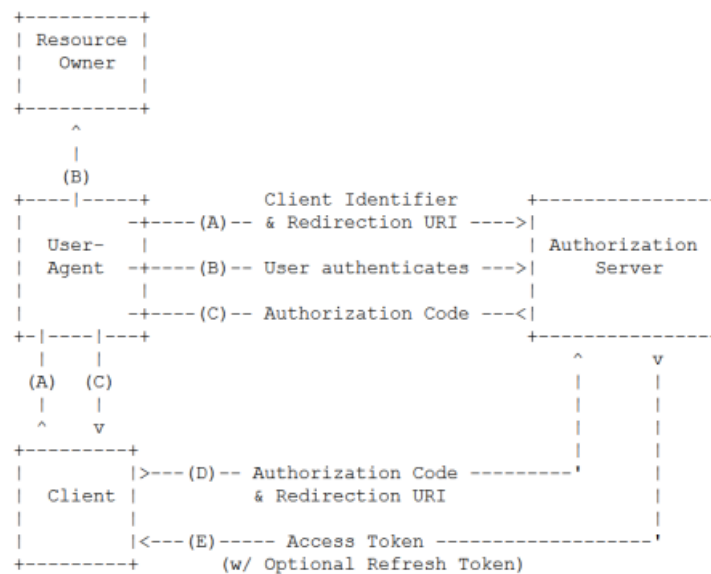 +----------+
| Resource |
|   Owner  |
|          |
+----------+
     ^
     |
    (B)
+----|-----+          Client Identifier      +---------------
|         -+----(A)-- & Redirection URI ---->|
|  User-   |                                 | Authorization
|  Agent  -+----(B)-- User authenticates --->|     Server
|          |                                 |
|         -+----(C)-- Authorization Code ---<|
+-|----|---+                                 +---------------
  |    |                                         ^      v
 (A)  (C)                                        |      |
  |    |                                         |      |
  ^    v                                         |      |
+---------+                                      |      |
|         |>---(D)-- Authorization Code ---------'      |
|  Client |          & Redirection URI                  |
|         |                                             |
|         |<---(E)----- Access Token -------------------'
+---------+       (w/ Optional Refresh Token)